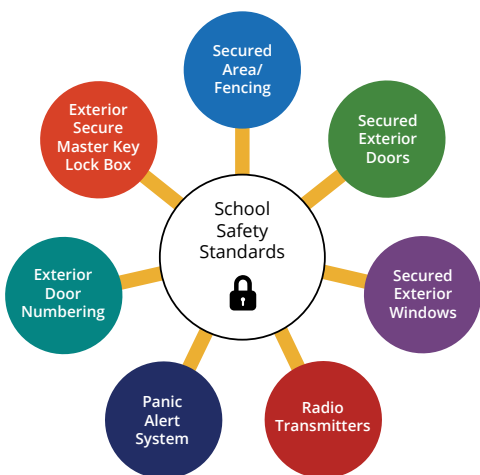 Secured
Area/
Fencing
Secured
Exterior
Doors
Secured
Exterior
Windows
Radio
Transmitters
Panic
Alert
System
Exterior
Door
Numbering
Exterior
Secure
Master Key
Lock Box
School
Safety
Standards